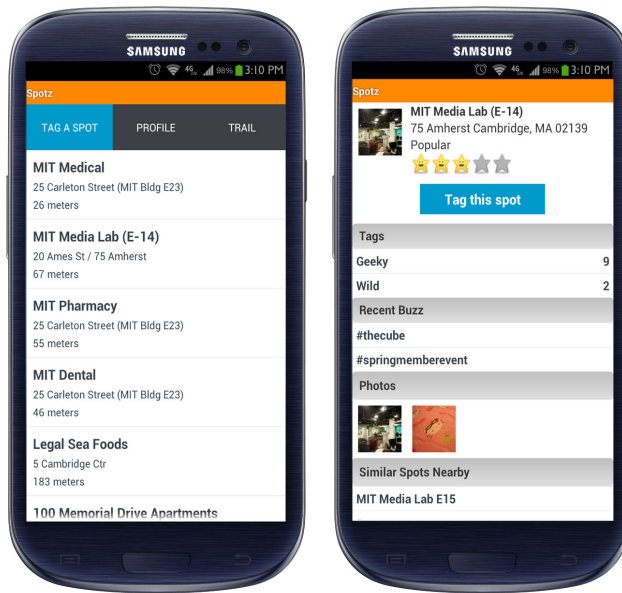 SAMSUNG
4G 98% 3:10 PM
Spotz
TAG A SPOT PROFILE TRAIL
MIT Medical
25 Carleton Street (MIT Bldg E23)
26 meters
MIT Media Lab (E-14)
20 Ames St / 75 Amherst
67 meters
MIT Pharmacy
25 Carleton Street (MIT Bldg E23)
55 meters
MIT Dental
25 Carleton Street (MIT Bldg E23)
46 meters
Legal Sea Foods
5 Cambridge Ctr
183 meters
100 Memorial Drive Apartments
SAMSUNG
4G 98% 3:10 PM
Spotz
MIT Media Lab (E-14)
75 Amherst Cambridge, MA 02139
Popular
Tag this spot
Tags
Geeky 9
Wild 2
Recent Buzz
#thecube
#springmemberevent
Photos
Similar Spots Nearby
MIT Media Lab E15